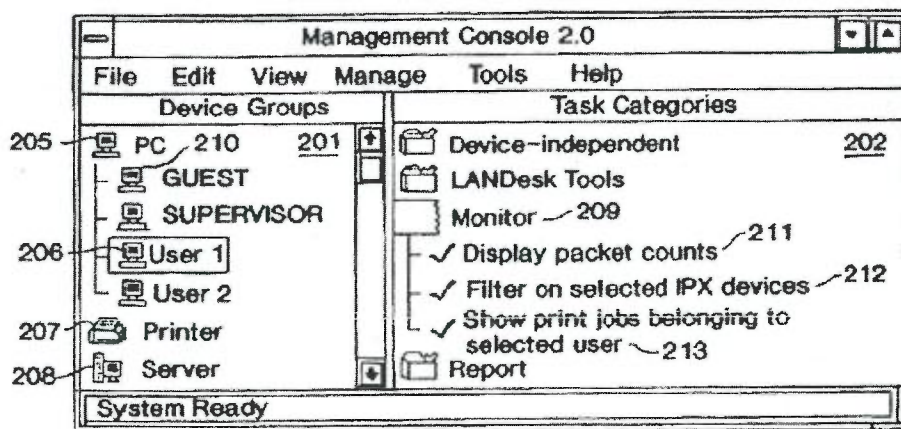 Management Console 2.0
File Edit View Manage Tools Help
Device Groups
205 PC 210 201
GUEST
SUPERVISOR
206 User 1
User 2
207 Printer
208 Server
Task Categories
Device-independent 202
LANDesk Tools
Monitor 209
Display packet counts 211
Filter on selected IPX devices 212
Show print jobs belonging to
selected user 213
Report
System Ready